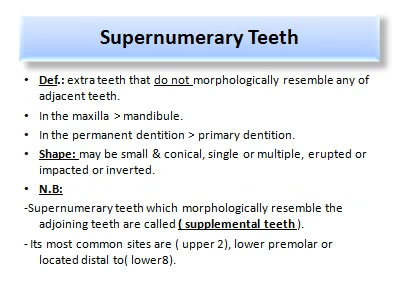 Supernumerary Teeth
• Def.: extra teeth that do not morphologically resemble any of
adjacent teeth.
• In the maxilla > mandibule.
• In the permanent dentition > primary dentition.
• Shape: may be small & conical, single or multiple, erupted or
impacted or inverted.
• N.B:
-Supernumerary teeth which morphologically resemble the
adjoining teeth are called ( supplemental teeth ).
- Its most common sites are ( upper 2), lower premolar or
located distal to( lower8).